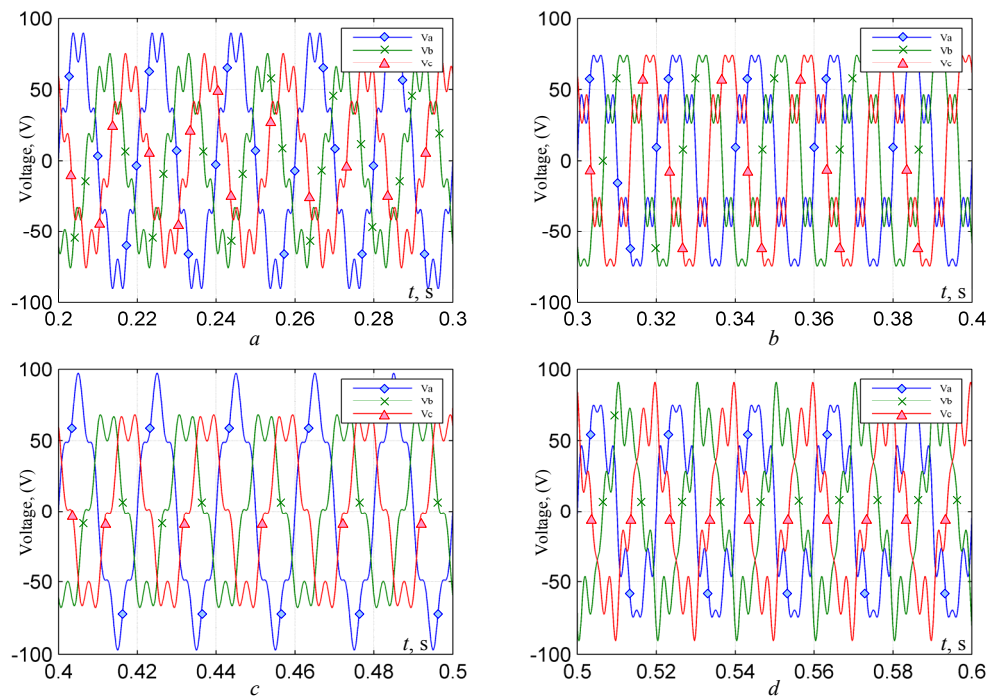 100
50
0
-50
-100
Voltage, (V)
Va
Vb
Vc
t, s
0.2 0.22 0.24 0.26 0.28 0.3
a
100
50
0
-50
-100
Voltage, (V)
Va
Vb
Vc
t, s
0.3 0.32 0.34 0.36 0.38 0.4
b
100
50
0
-50
-100
Voltage, (V)
Va
Vb
Vc
t, s
0.4 0.42 0.44 0.46 0.48 0.5
c
100
50
0
-50
-100
Voltage, (V)
Va
Vb
Vc
t, s
0.5 0.52 0.54 0.56 0.58 0.6
d